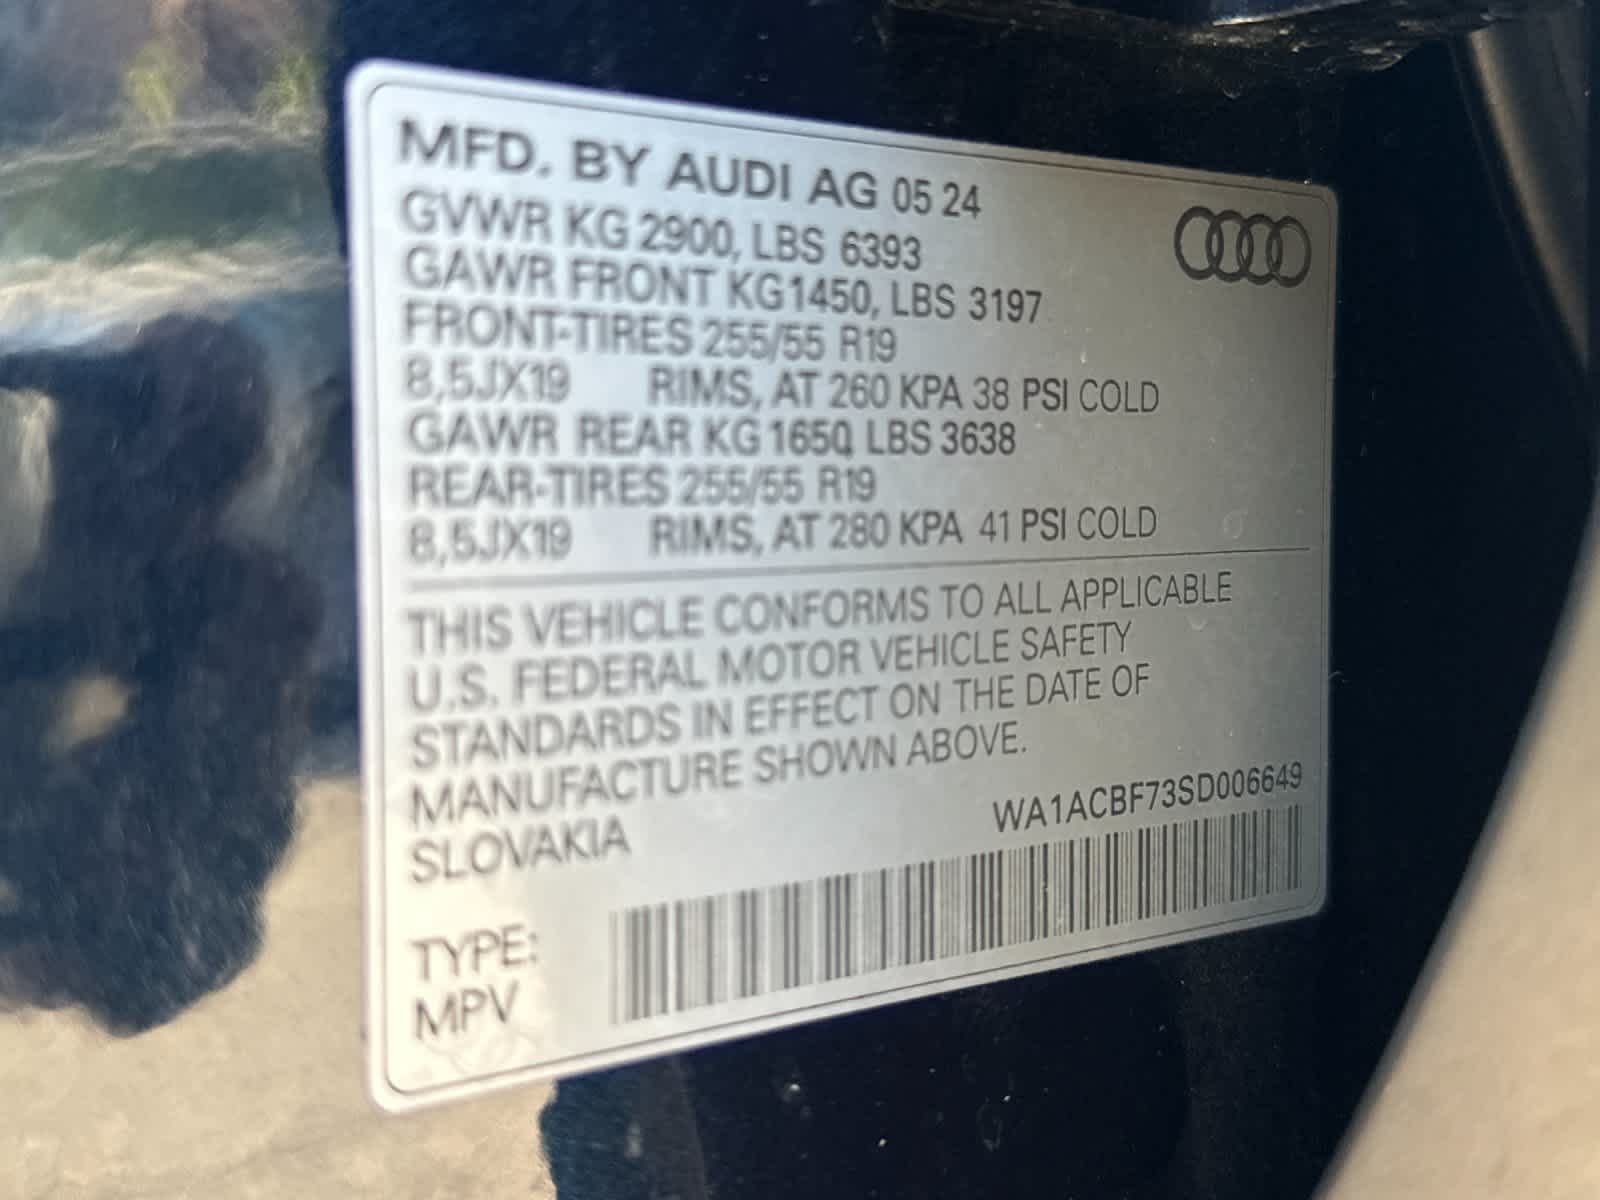 MFD. BY AUDI AG 05 24
GVWR KG 2900, LBS 6393
GAWR FRONT KG 1450, LBS 3197
FRONT-TIRES 255/55 R19
8,5JX19 RIMS, AT 260 KPA 38 PSI COLD
GAWR REAR KG 1650, LBS 3638
REAR-TIRES 255/55 R19
8,5JX19 RIMS, AT 280 KPA 41 PSI COLD
THIS VEHICLE CONFORMS TO ALL APPLICABLE
U.S. FEDERAL MOTOR VEHICLE SAFETY
STANDARDS IN EFFECT ON THE DATE OF
MANUFACTURE SHOWN ABOVE.
SLOVAKIA
WA1ACBF73SD006649
TYPE:
MPV